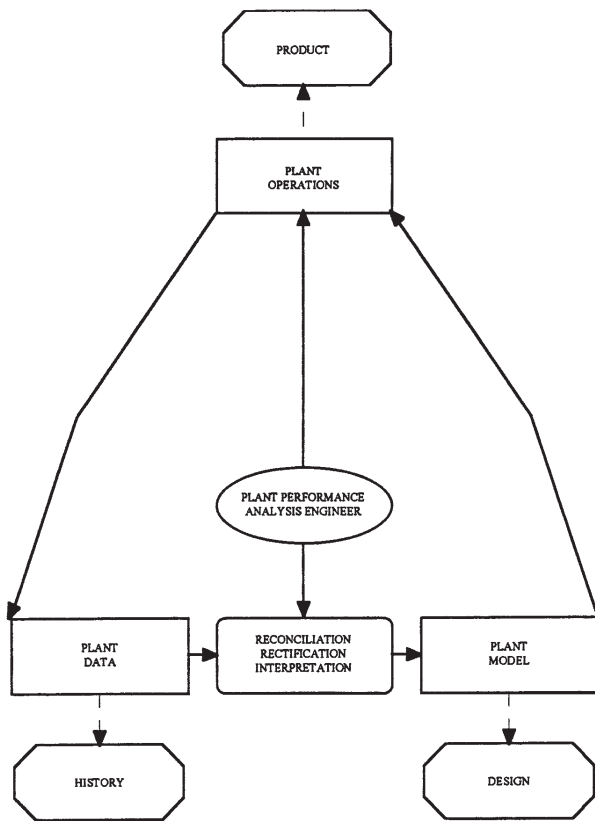 PRODUCT
PLANT
OPERATIONS
PLANT PERFORMANCE
ANALYSIS ENGINEER
PLANT
DATA
RECONCILIATION
RECTIFICATION
INTERPRETATION
PLANT
MODEL
HISTORY
DESIGN